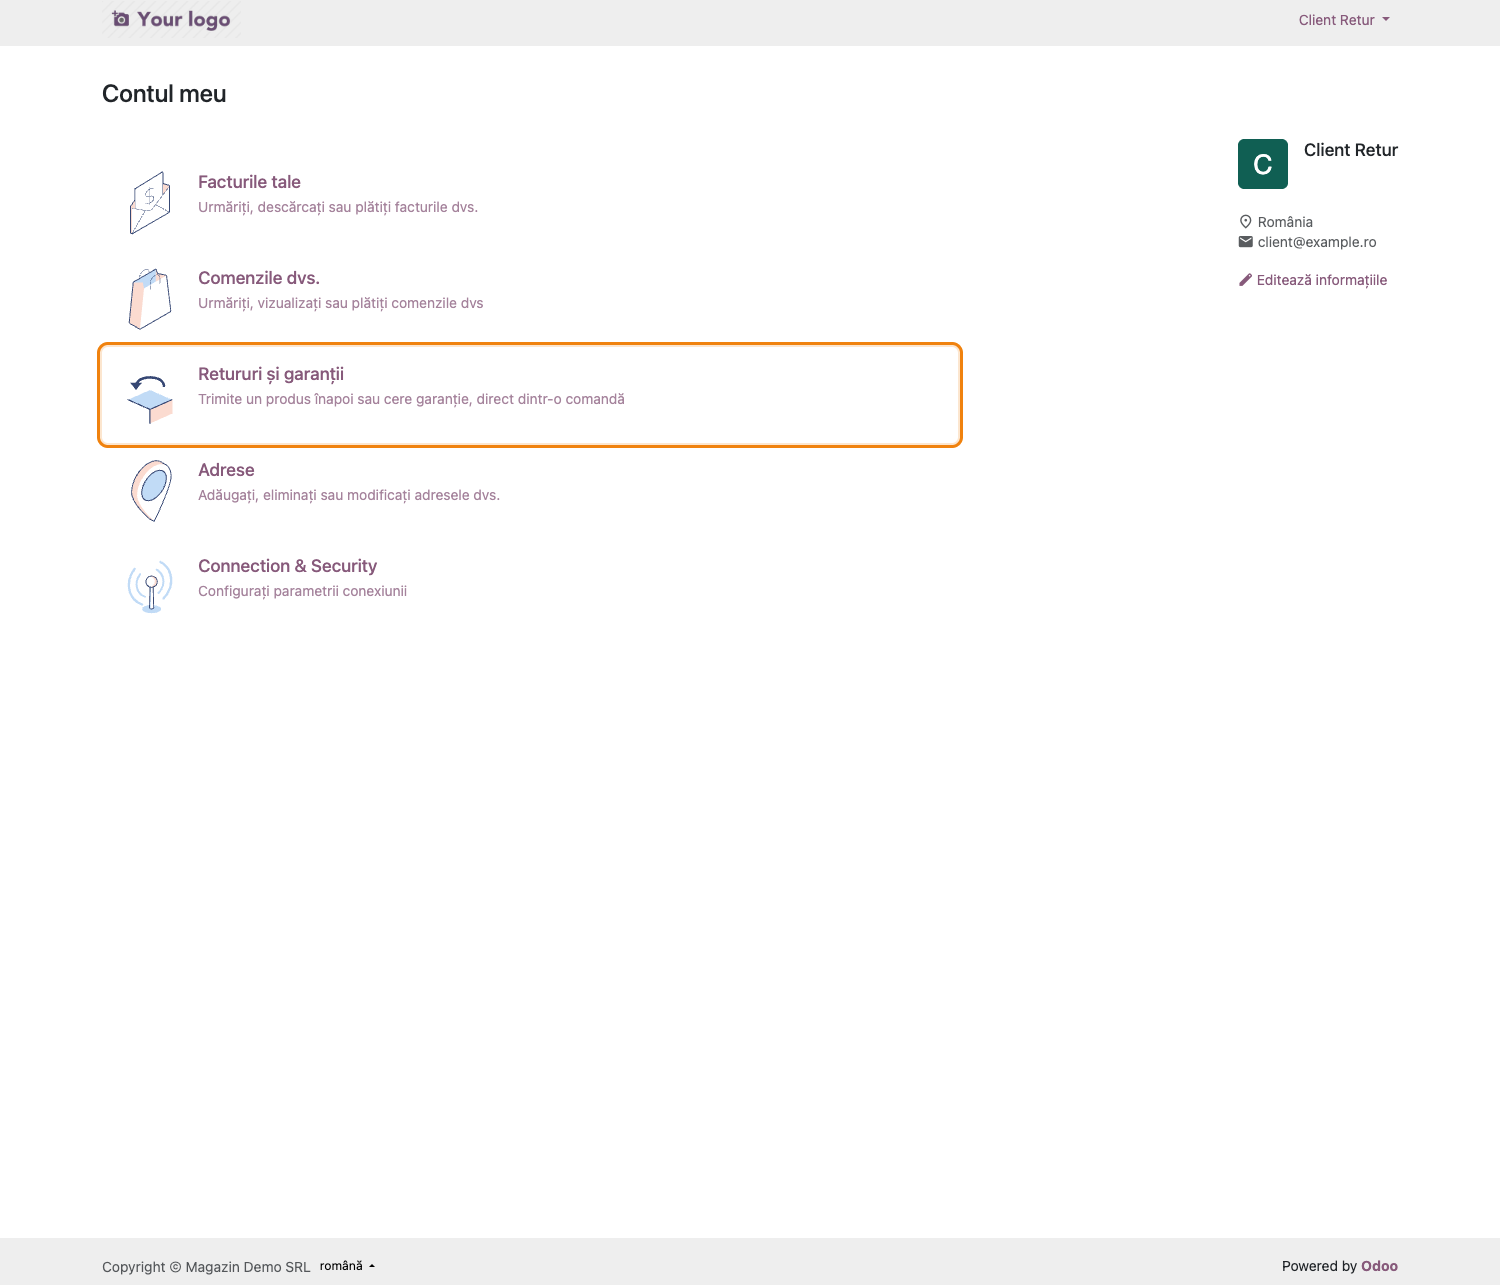 Your logo
Client Retur
Contul meu
Facturile tale
Urmăriți, descărcați sau plătiți facturile dvs.
Comenzile dvs.
Urmăriți, vizualizați sau plătiți comenzile dvs
Retururi și garanții
Trimite un produs înapoi sau cere garanție, direct dintr-o comandă
Adrese
Adăugați, eliminați sau modificați adresele dvs.
Connection & Security
Configurați parametrii conexiunii
C
Client Retur
România
client@example.ro
Editează informațiile
Copyright © Magazin Demo SRL
română
Powered by Odoo